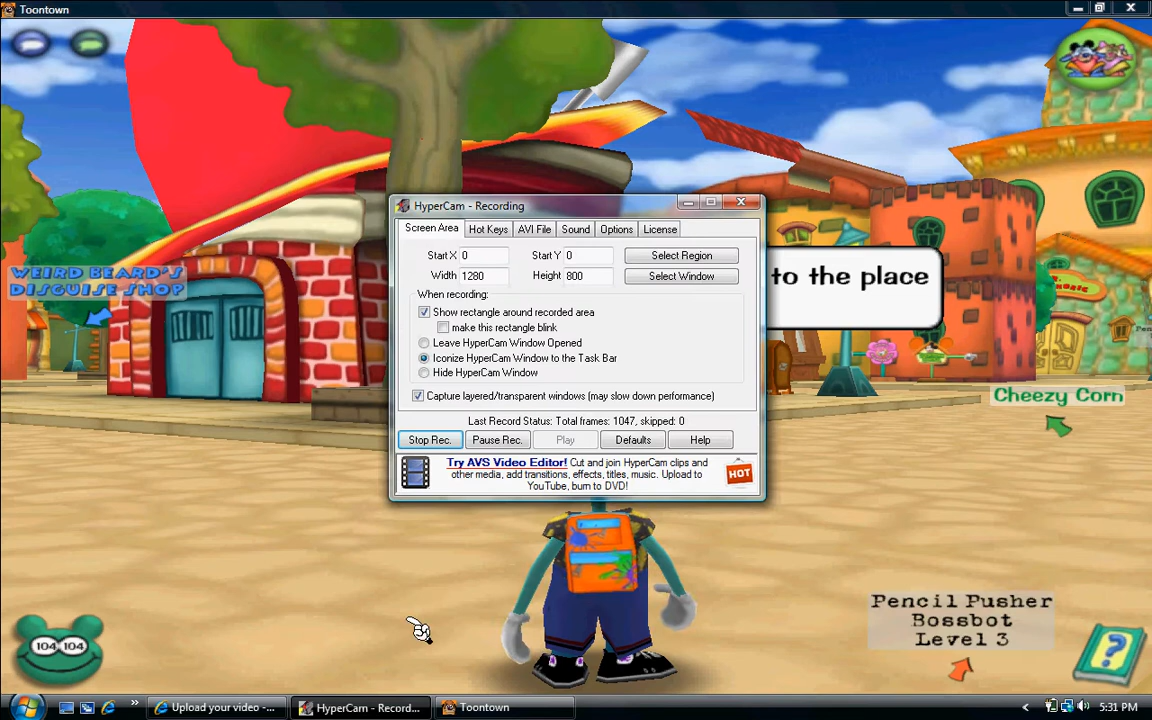 Toontown
HyperCam - Recording
Screen Area Hot Keys AVI File Sound Options License
Start X 0 Start Y 0 Select Region
Width 1280 Height 800 Select Window
When recording:
Show rectangle around recorded area
make this rectangle blink
Leave HyperCam Window Opened
Iconize HyperCam Window to the Task Bar
Hide HyperCam Window
Capture layered/transparent windows (may slow down performance)
Last Record Status: Total frames: 1047, skipped: 0
Stop Rec. Pause Rec. Play Defaults Help
Try AVS Video Editor! Cut and join HyperCam clips and
other media, add transitions, effects, titles, music. Upload to
YouTube, burn to DVD!
HOT
WEIRD BEARD'S
DISGUISE SHOP
to the place
Cheezy Corn
Pencil Pusher
Bossbot
Level 3
104 104
?
Upload your video -... HyperCam - Record... Toontown 5:31 PM